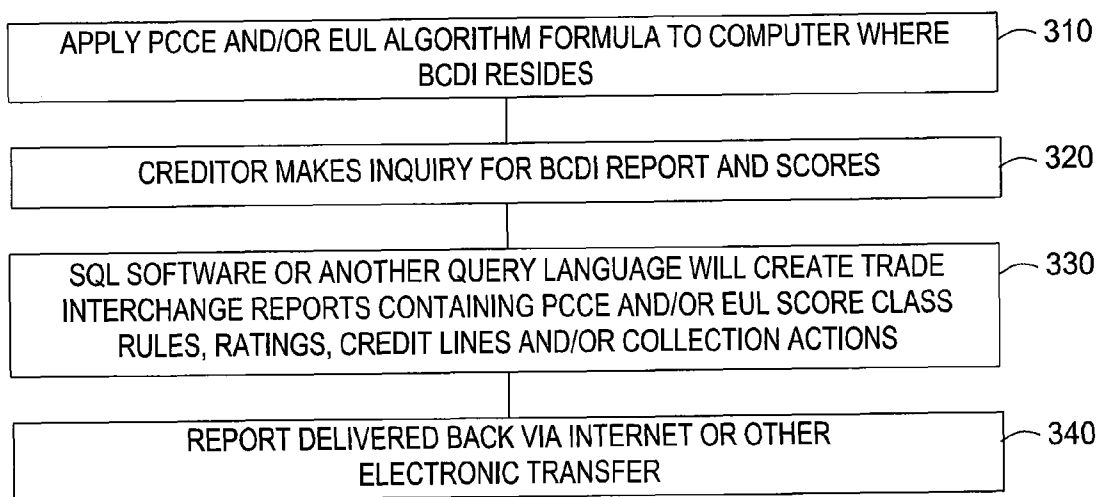 APPLY PCCE AND/OR EUL ALGORITHM FORMULA TO COMPUTER WHERE
BCDI RESIDES
310
CREDITOR MAKES INQUIRY FOR BCDI REPORT AND SCORES
320
SQL SOFTWARE OR ANOTHER QUERY LANGUAGE WILL CREATE TRADE
INTERCHANGE REPORTS CONTAINING PCCE AND/OR EUL SCORE CLASS
RULES, RATINGS, CREDIT LINES AND/OR COLLECTION ACTIONS
330
REPORT DELIVERED BACK VIA INTERNET OR OTHER
ELECTRONIC TRANSFER
340